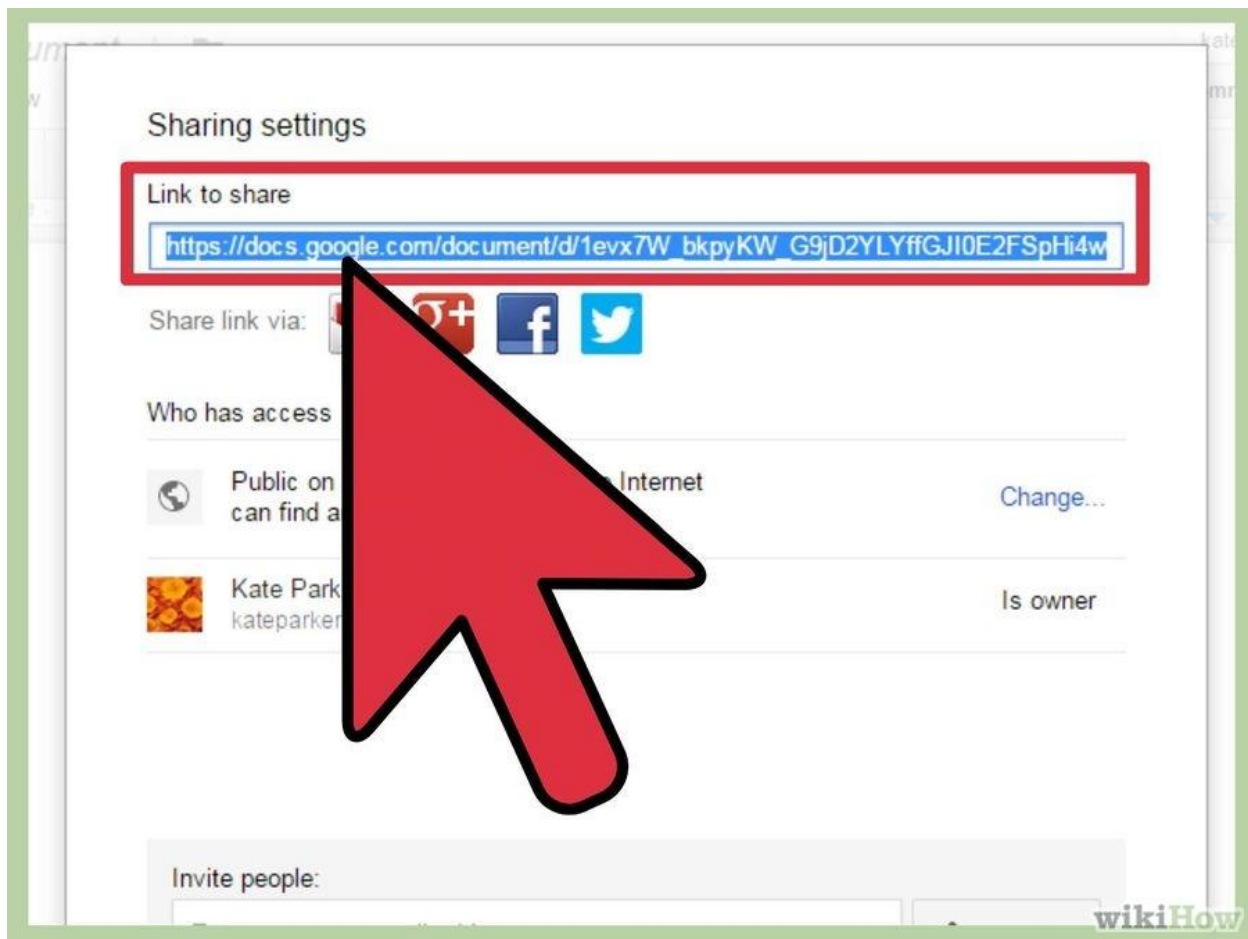 Sharing settings
Link to share
https://docs.google.com/document/d/1evx7W_bkpyKW_G9jD2YLYffGJI0E2FSpHi4w
Share link via:
g+ f
Who has access
Public on Internet
can find a
Change...
Kate Park
kateparker
Is owner
Invite people:
wikiHow